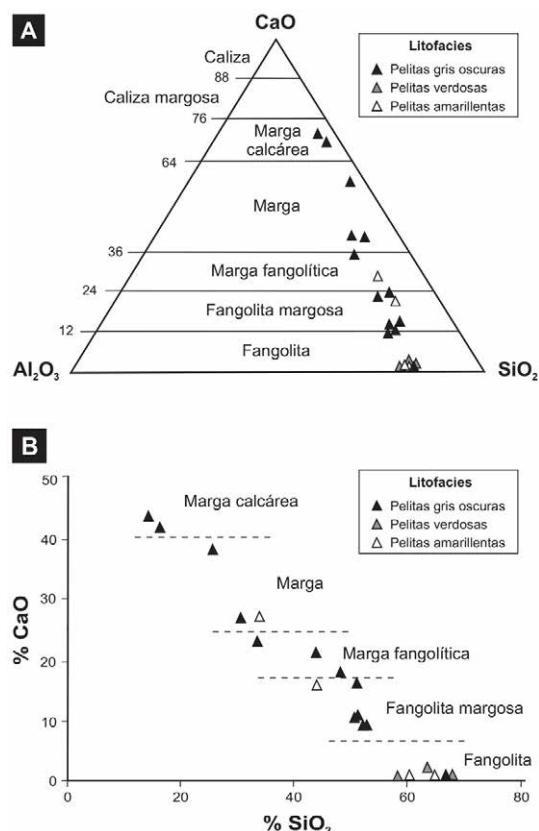 A
CaO
Litofacies
Pelitas gris oscuras
Pelitas verdosas
Pelitas amarillentas
Caliza
88
Caliza margosa
76
Marga
calcárea
64
Marga
36
Marga fangolítica
24
Fangolita margosa
12
Fangolita
Al₂O₃
SiO₂
B
50
Litofacies
Pelitas gris oscuras
Pelitas verdosas
Pelitas amarillentas
Marga calcárea
40
Marga
30
% CaO
20
Marga fangolítica
10
Fangolita margosa
Fangolita
0
0 20 40 60 80
% SiO₂